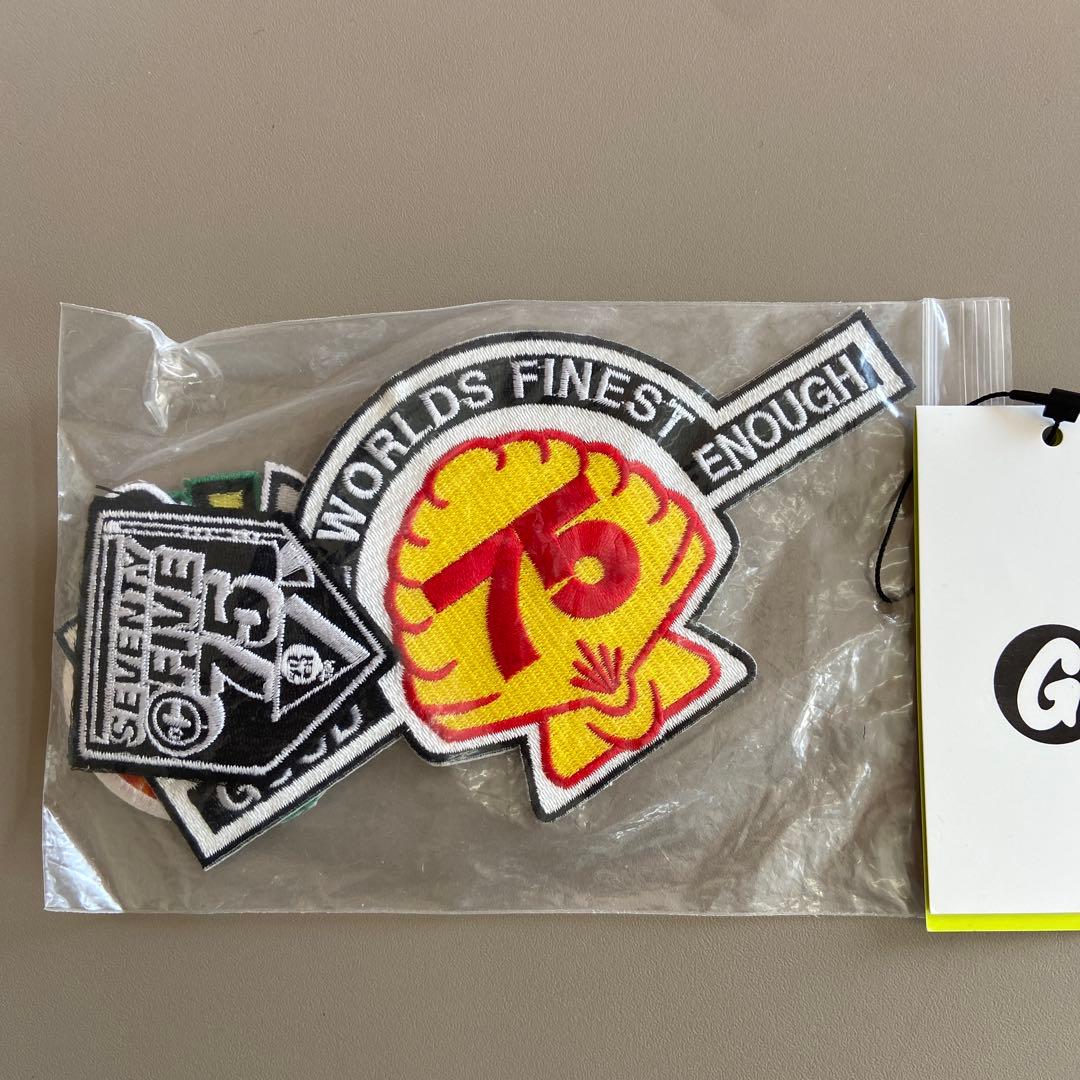 WORLDS FINEST
ENOUGH
75
SEVENTY
FIVE
75
G
G